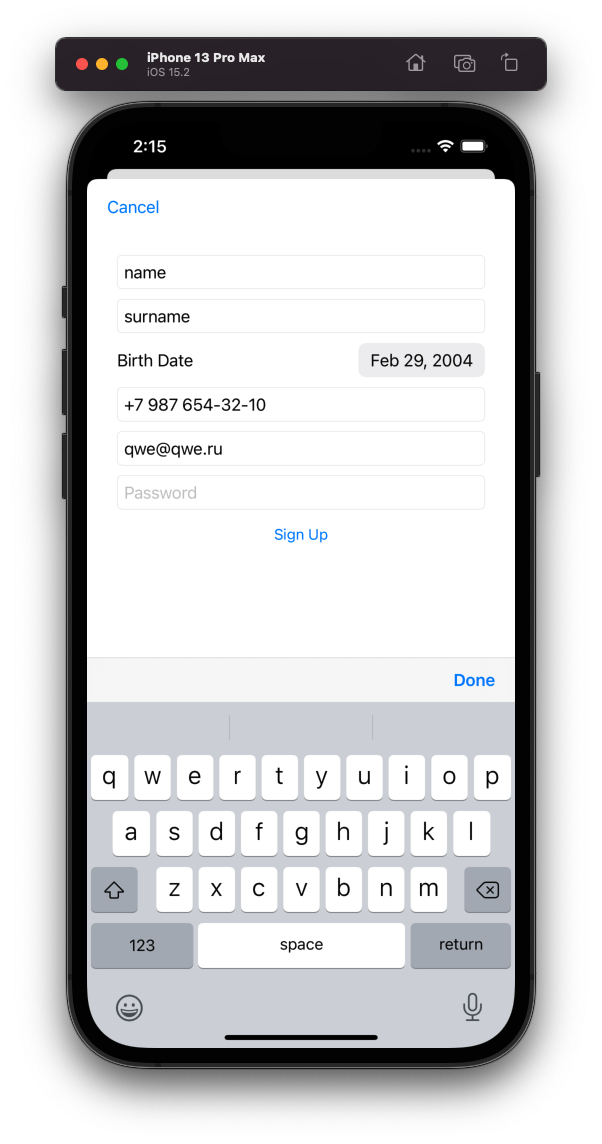 iPhone 13 Pro Max
iOS 15.2
2:15
Cancel
name
surname
Birth Date Feb 29, 2004
+7 987 654-32-10
qwe@qwe.ru
Password
Sign Up
Done
q w e r t y u i o p
a s d f g h j k l
z x c v b n m
123 space return